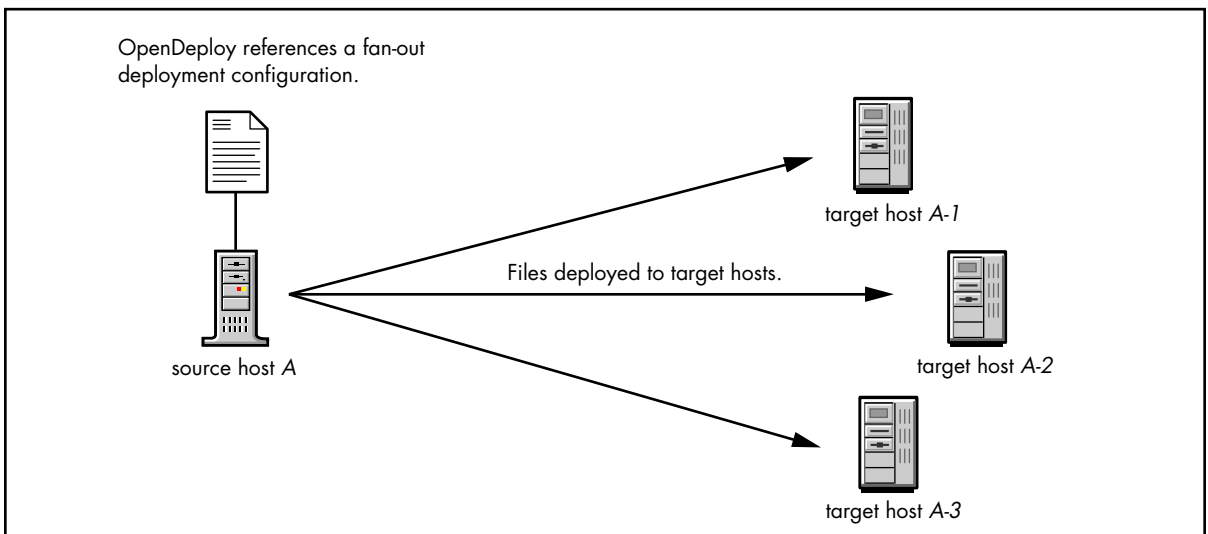 OpenDeploy references a fan-out
deployment configuration.
target host A-1
Files deployed to target hosts.
source host A
target host A-2
target host A-3